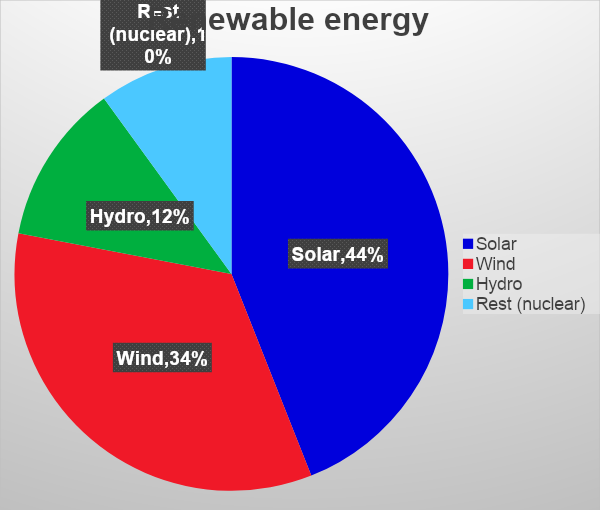 ewable energy
Rest
(nuclear),1
0%
Hydro,12%
Solar,44%
Wind,34%
Solar
Wind
Hydro
Rest (nuclear)